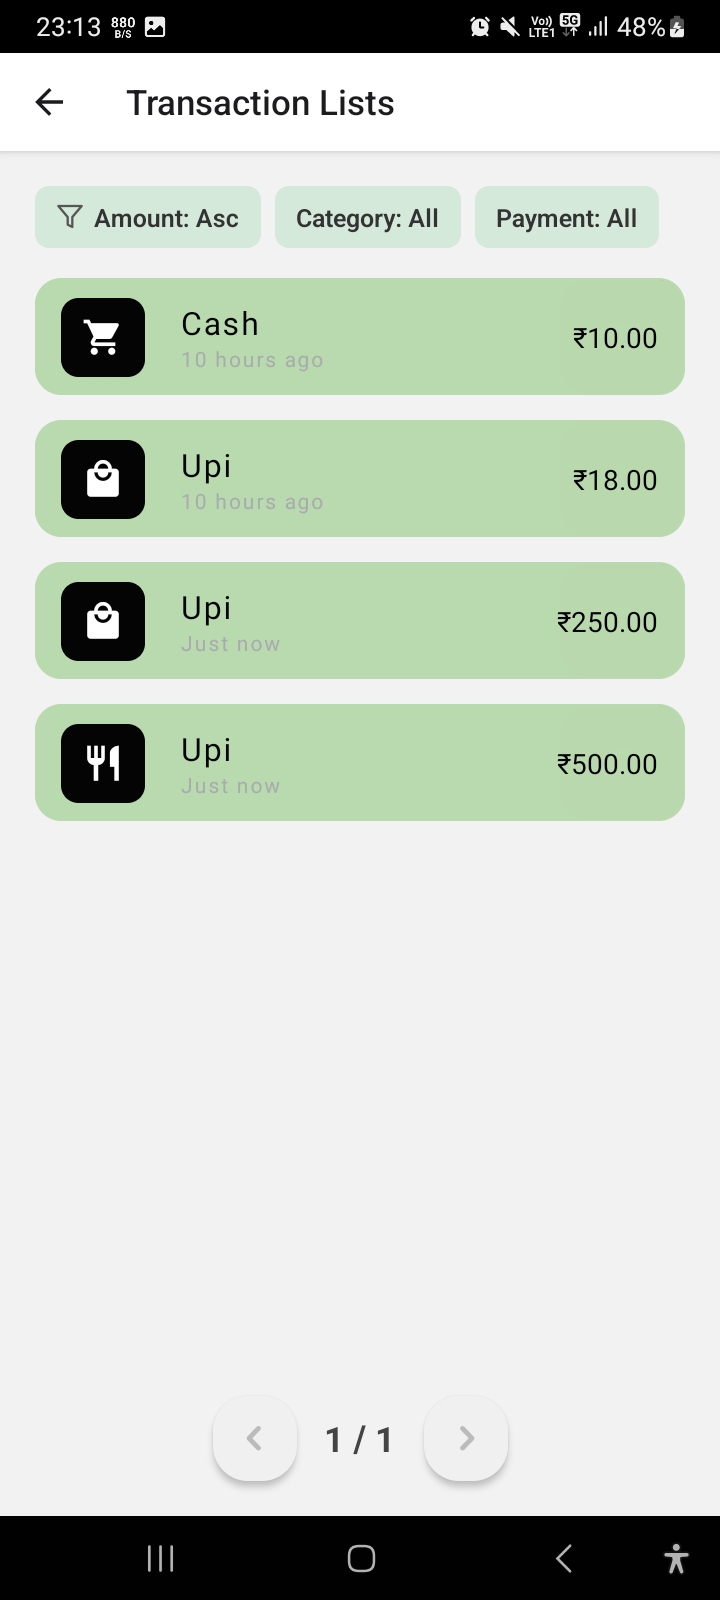 23:13 880 B/S Vo)) LTE1 5G 48%
Transaction Lists
Amount: Asc Category: All Payment: All
Cash
10 hours ago
₹10.00
Upi
10 hours ago
₹18.00
Upi
Just now
₹250.00
Upi
Just now
₹500.00
1 / 1